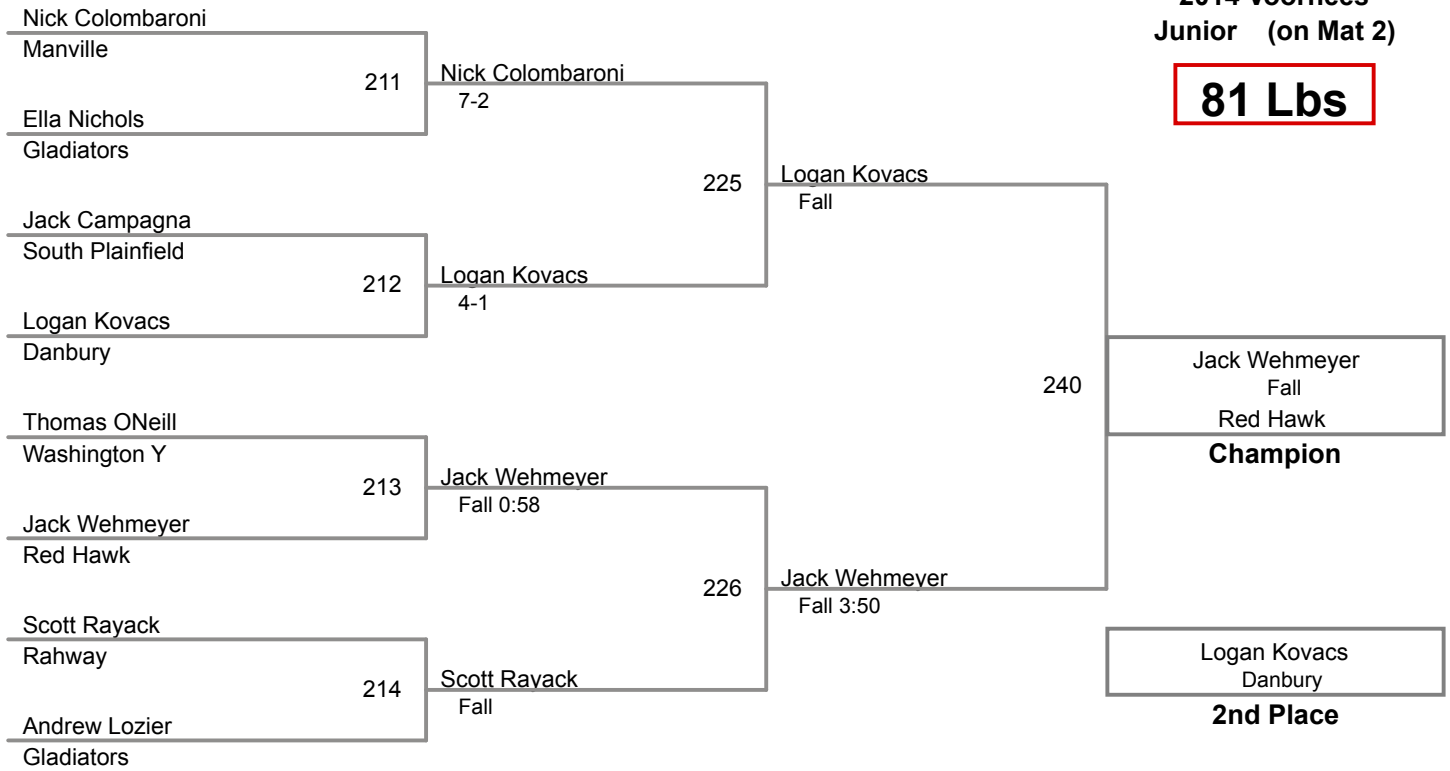 2014 Voorhees
Junior (on Mat 2)
81 Lbs
Nick Colombaroni
Manville
211
Nick Colombaroni
7-2
Ella Nichols
Gladiators
225
Logan Kovacs
Fall
Jack Campagna
South Plainfield
212
Logan Kovacs
4-1
Logan Kovacs
Danbury
240
Jack Wehmeyer
Fall
Red Hawk
Champion
Thomas ONeill
Washington Y
213
Jack Wehmeyer
Fall 0:58
Jack Wehmeyer
Red Hawk
226
Jack Wehmeyer
Fall 3:50
Scott Rayack
Rahway
214
Scott Rayack
Fall
Andrew Lozier
Gladiators
Logan Kovacs
Danbury
2nd Place